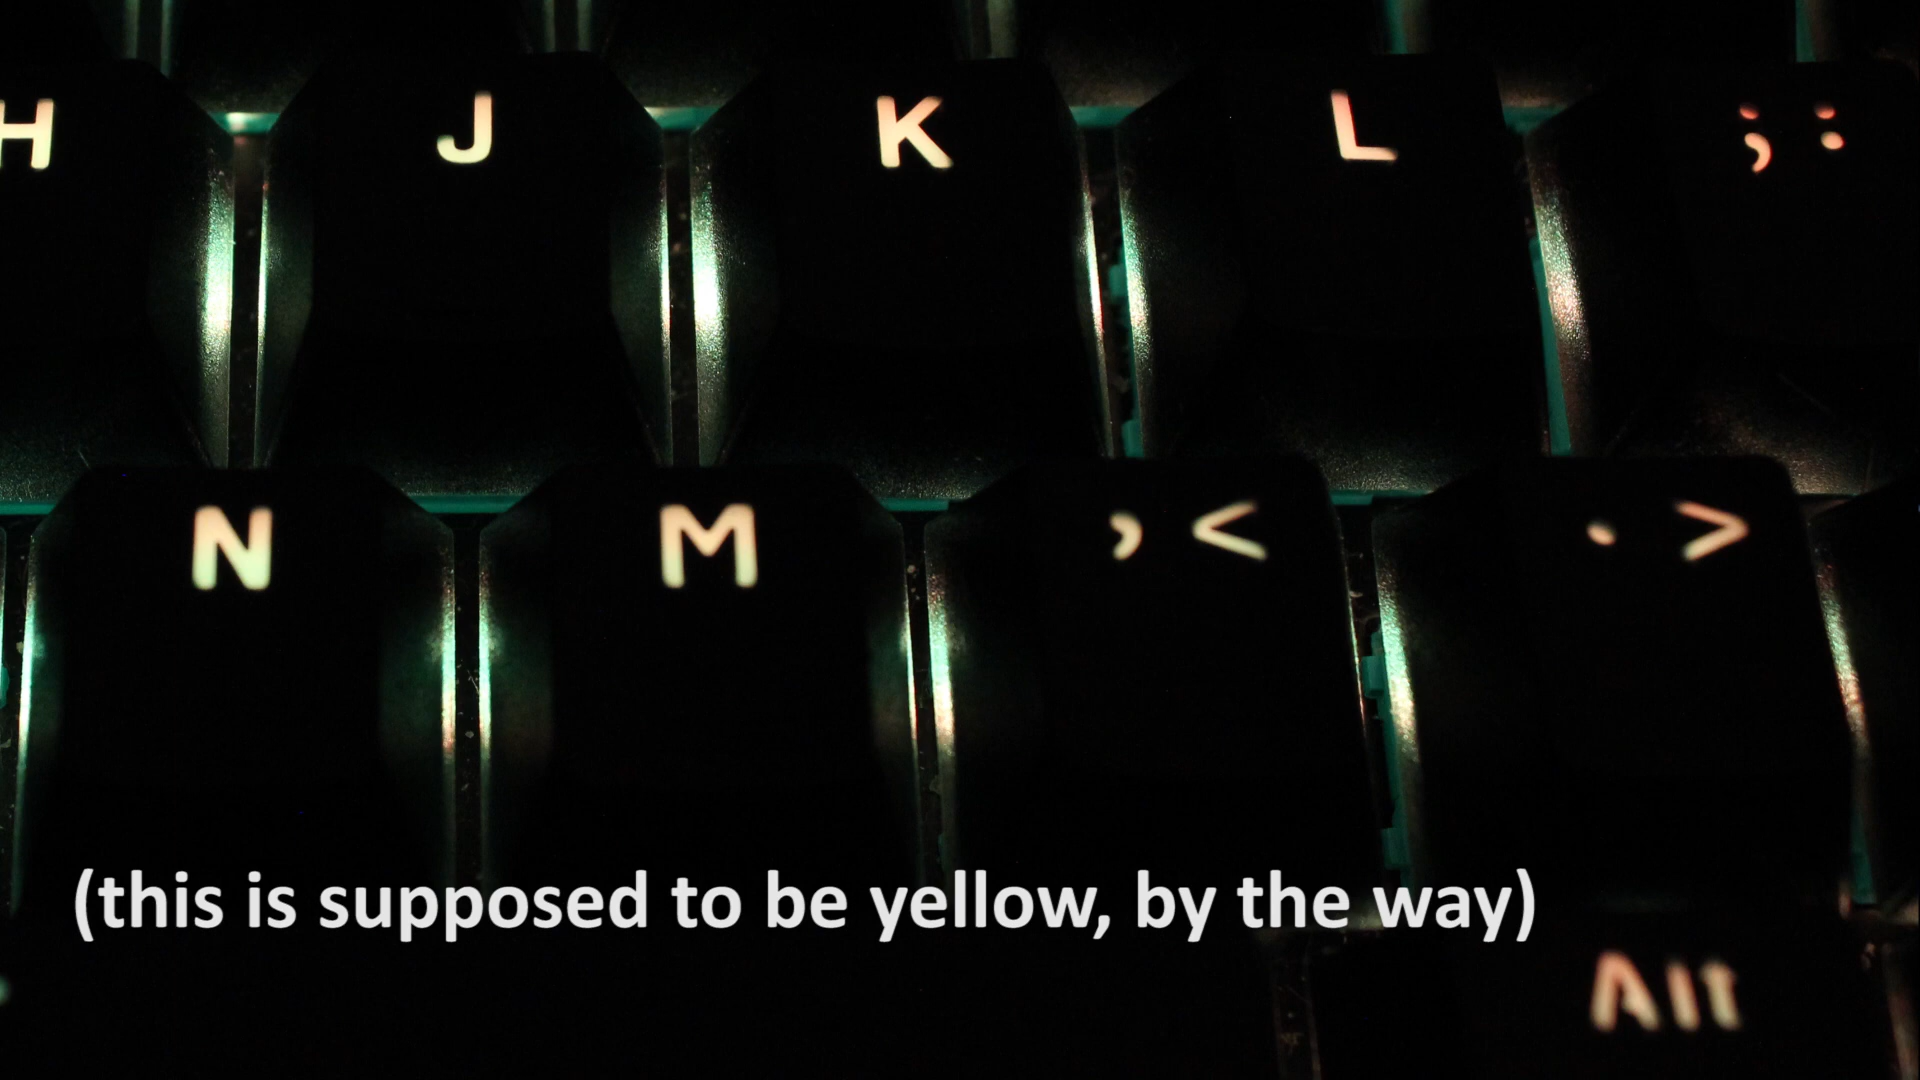 H J K L ; :
N M , < . >
(this is supposed to be yellow, by the way)
Alt